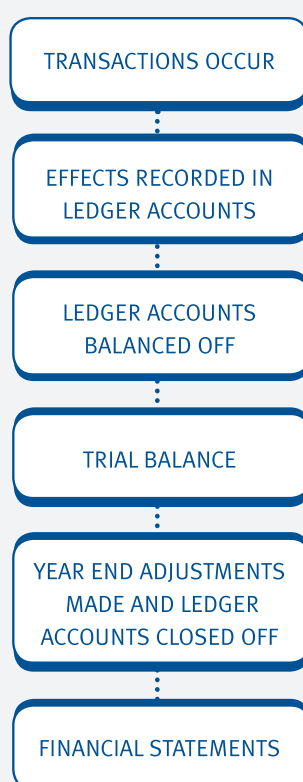 TRANSACTIONS OCCUR
EFFECTS RECORDED IN
LEDGER ACCOUNTS
LEDGER ACCOUNTS
BALANCED OFF
TRIAL BALANCE
YEAR END ADJUSTMENTS
MADE AND LEDGER
ACCOUNTS CLOSED OFF
FINANCIAL STATEMENTS